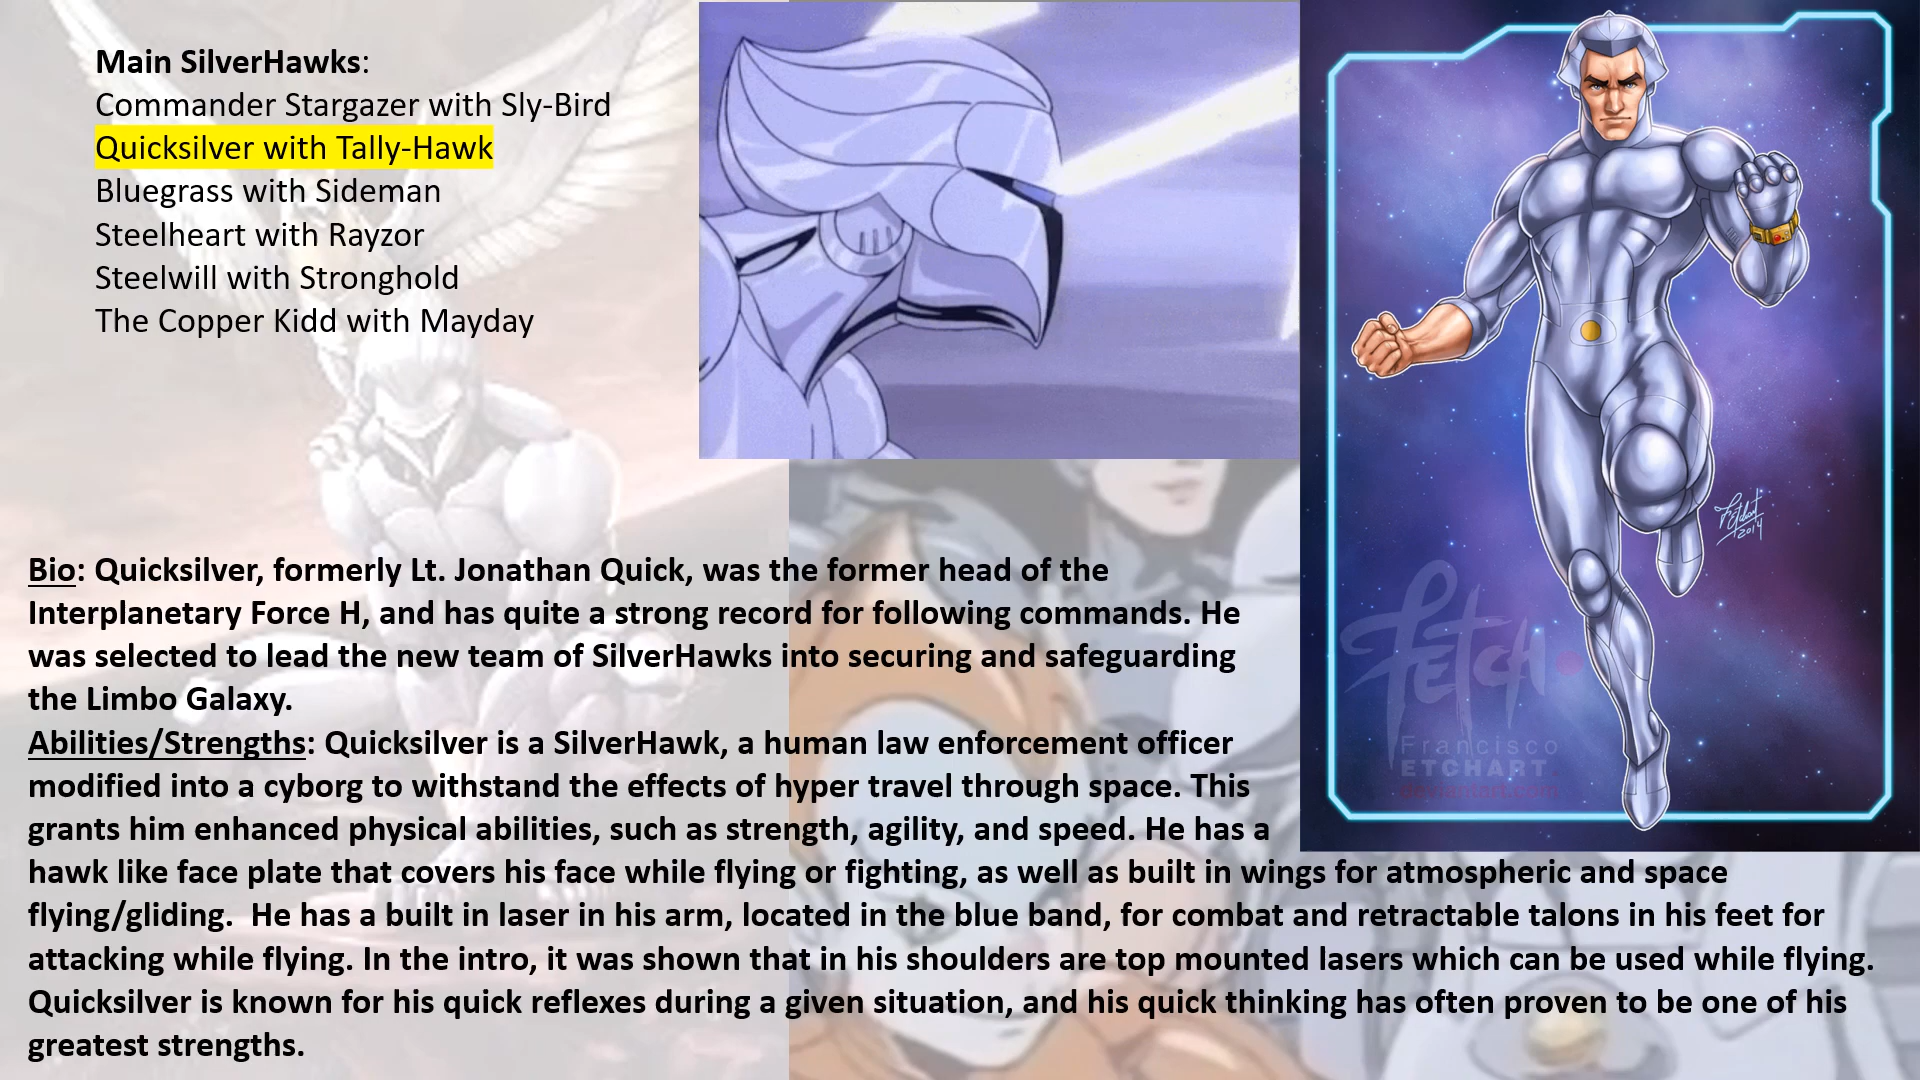 Main SilverHawks:
Commander Stargazer with Sly-Bird
Quicksilver with Tally-Hawk
Bluegrass with Sideman
Steelheart with Rayzor
Steelwill with Stronghold
The Copper Kidd with Mayday
Bio: Quicksilver, formerly Lt. Jonathan Quick, was the former head of the
Interplanetary Force H, and has quite a strong record for following commands. He
was selected to lead the new team of SilverHawks into securing and safeguarding
the Limbo Galaxy.
Abilities/Strengths: Quicksilver is a SilverHawk, a human law enforcement officer
modified into a cyborg to withstand the effects of hyper travel through space. This
grants him enhanced physical abilities, such as strength, agility, and speed. He has a
hawk like face plate that covers his face while flying or fighting, as well as built in wings for atmospheric and space
flying/gliding.  He has a built in laser in his arm, located in the blue band, for combat and retractable talons in his feet for
attacking while flying. In the intro, it was shown that in his shoulders are top mounted lasers which can be used while flying.
Quicksilver is known for his quick reflexes during a given situation, and his quick thinking has often proven to be one of his
greatest strengths.
2014
FETCH
Francisco
ETCHART
deviantart.com